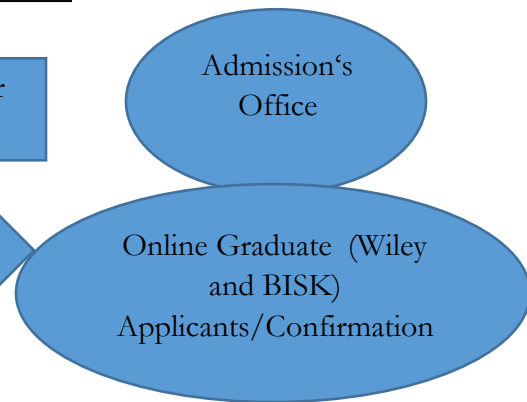 r
Admission‘s
Office
Online Graduate (Wiley
and BISK)
Applicants/Confirmation